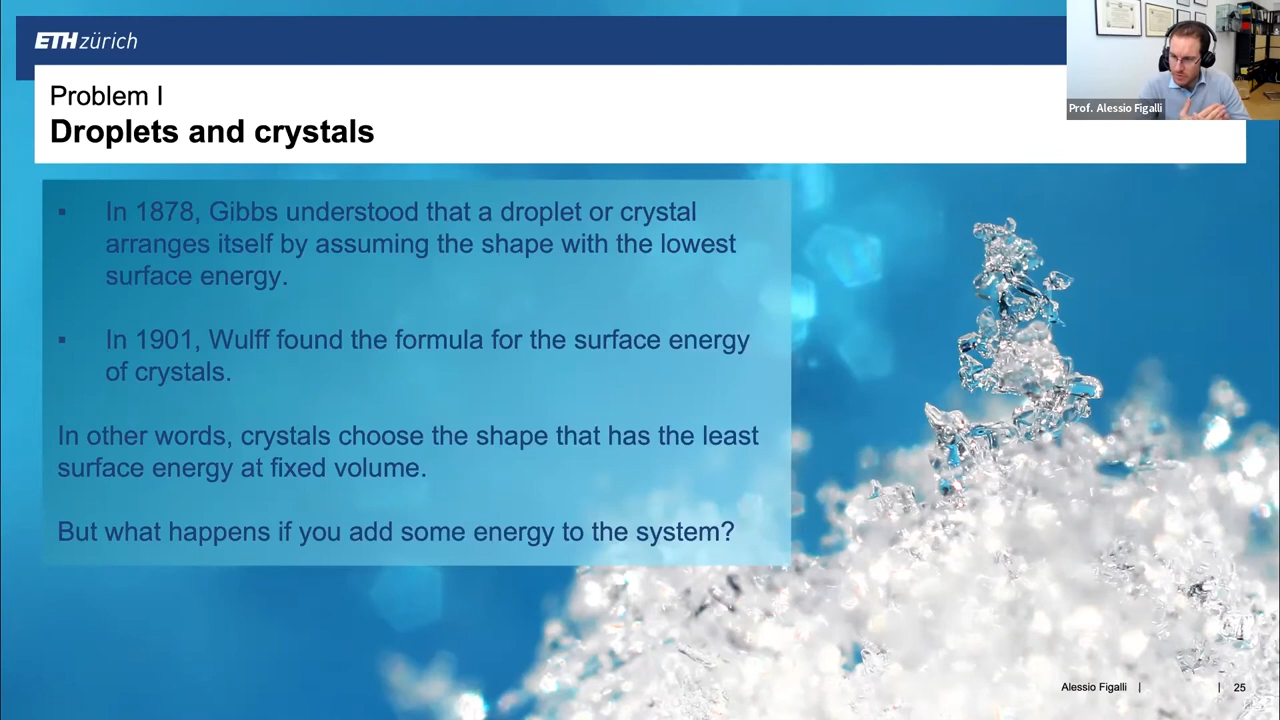 ETH zürich
Prof. Alessio Figalli
Problem I
Droplets and crystals
▪ In 1878, Gibbs understood that a droplet or crystal
arranges itself by assuming the shape with the lowest
surface energy.
▪ In 1901, Wulff found the formula for the surface energy
of crystals.
In other words, crystals choose the shape that has the least
surface energy at fixed volume.
But what happens if you add some energy to the system?
Alessio Figalli | | 25